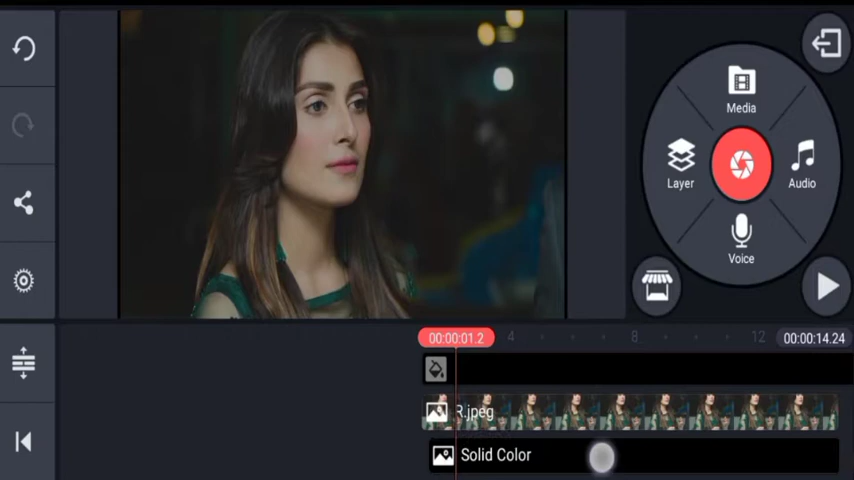 Media
Layer
Audio
Voice
00:00:01.2
4
8
12
00:00:14.24
R.jpeg
Solid Color